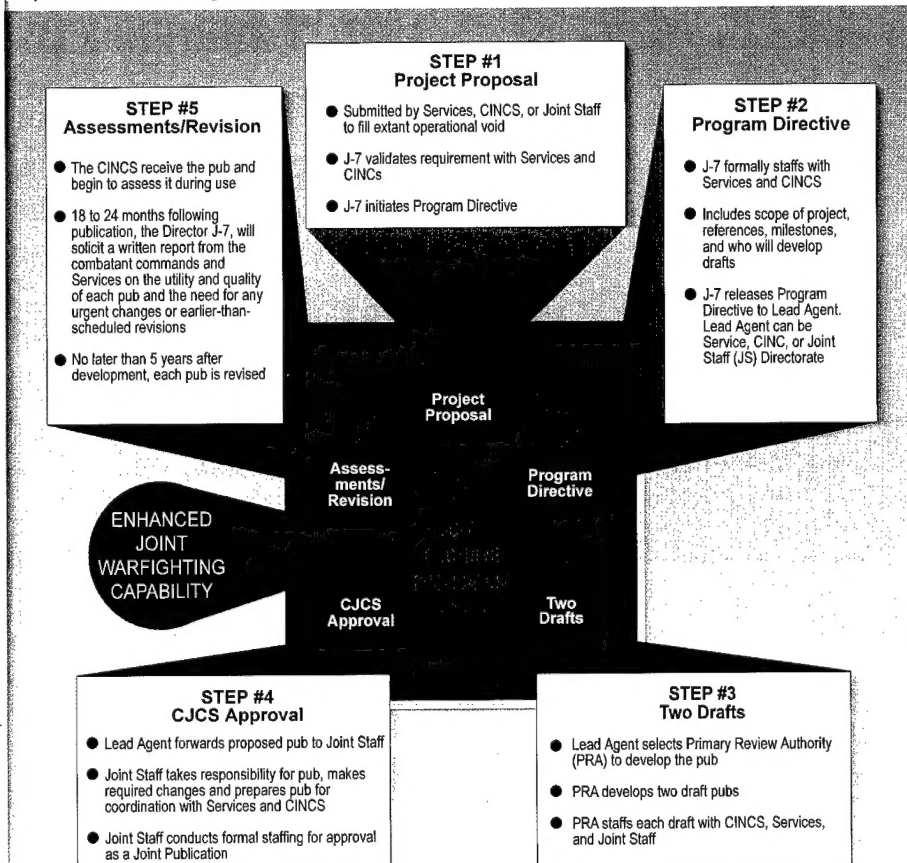 STEP #1
Project Proposal
● Submitted by Services, CINCS, or Joint Staff
to fill extant operational void
● J-7 validates requirement with Services and
CINCs
● J-7 initiates Program Directive
STEP #2
Program Directive
● J-7 formally staffs with
Services and CINCS
● Includes scope of project,
references, milestones,
and who will develop
drafts
● J-7 releases Program
Directive to Lead Agent.
Lead Agent can be
Service, CINC, or Joint
Staff (JS) Directorate
STEP #5
Assessments/Revision
● The CINCS receive the pub and
begin to assess it during use
● 18 to 24 months following
publication, the Director J-7, will
solicit a written report from the
combatant commands and
Services on the utility and quality
of each pub and the need for any
urgent changes or earlier-than-
scheduled revisions
● No later than 5 years after
development, each pub is revised
Project
Proposal
Assess-
ments/
Revision
Program
Directive
ENHANCED
JOINT
WARFIGHTING
CAPABILITY
CJCS
Approval
Two
Drafts
STEP #4
CJCS Approval
● Lead Agent forwards proposed pub to Joint Staff
● Joint Staff takes responsibility for pub, makes
required changes and prepares pub for
coordination with Services and CINCS
● Joint Staff conducts formal staffing for approval
as a Joint Publication
STEP #3
Two Drafts
● Lead Agent selects Primary Review Authority
(PRA) to develop the pub
● PRA develops two draft pubs
● PRA staffs each draft with CINCS, Services,
and Joint Staff